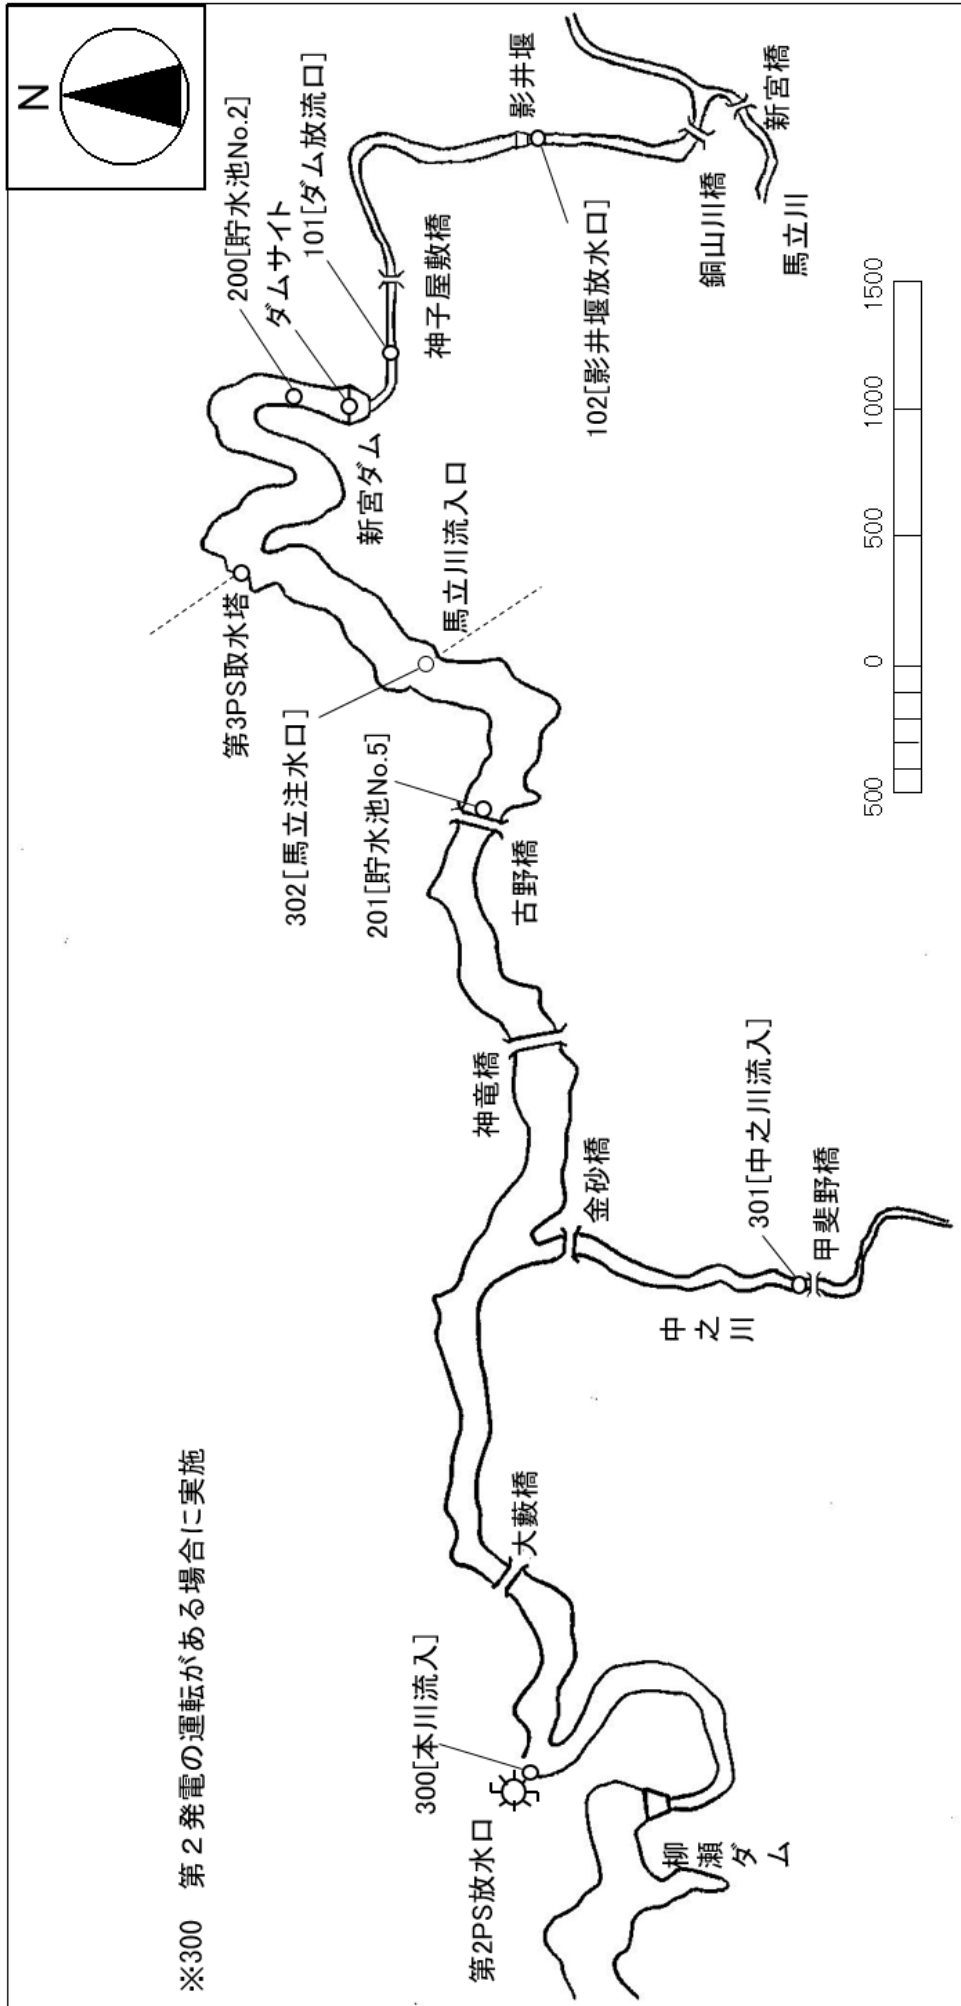 ※300　第２発電の運転がある場合に実施
N
200[貯水池No.2]
ダムサイト
101[ダム放流口]
影井堰
新宮橋
神子屋敷橋
銅山川橋
馬立川
102[影井堰放水口]
新宮ダム
馬立川流入口
第3PS取水塔
302[馬立注水口]
201[貯水池No.5]
古野橋
神竜橋
金砂橋
301[中之川流入]
甲斐野橋
中之川
大藪橋
300[本川流入]
第2PS放水口
柳瀬ダム
500 0 500 1000 1500